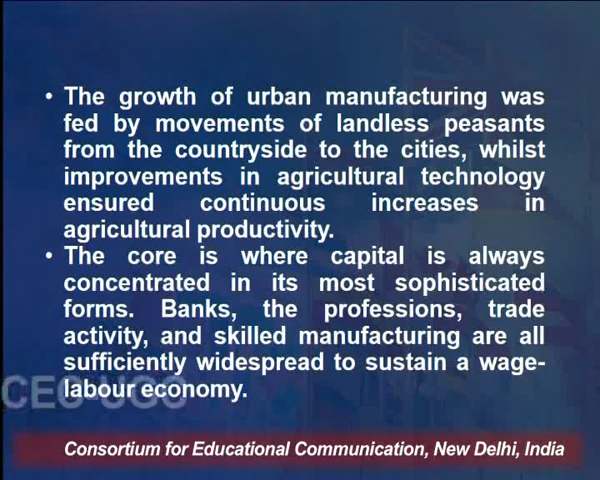 • The growth of urban manufacturing was
fed by movements of landless peasants
from the countryside to the cities, whilst
improvements in agricultural technology
ensured continuous increases in
agricultural productivity.
• The core is where capital is always
concentrated in its most sophisticated
forms. Banks, the professions, trade
activity, and skilled manufacturing are all
sufficiently widespread to sustain a wage-
labour economy.
CEC-UGC
Consortium for Educational Communication, New Delhi, India